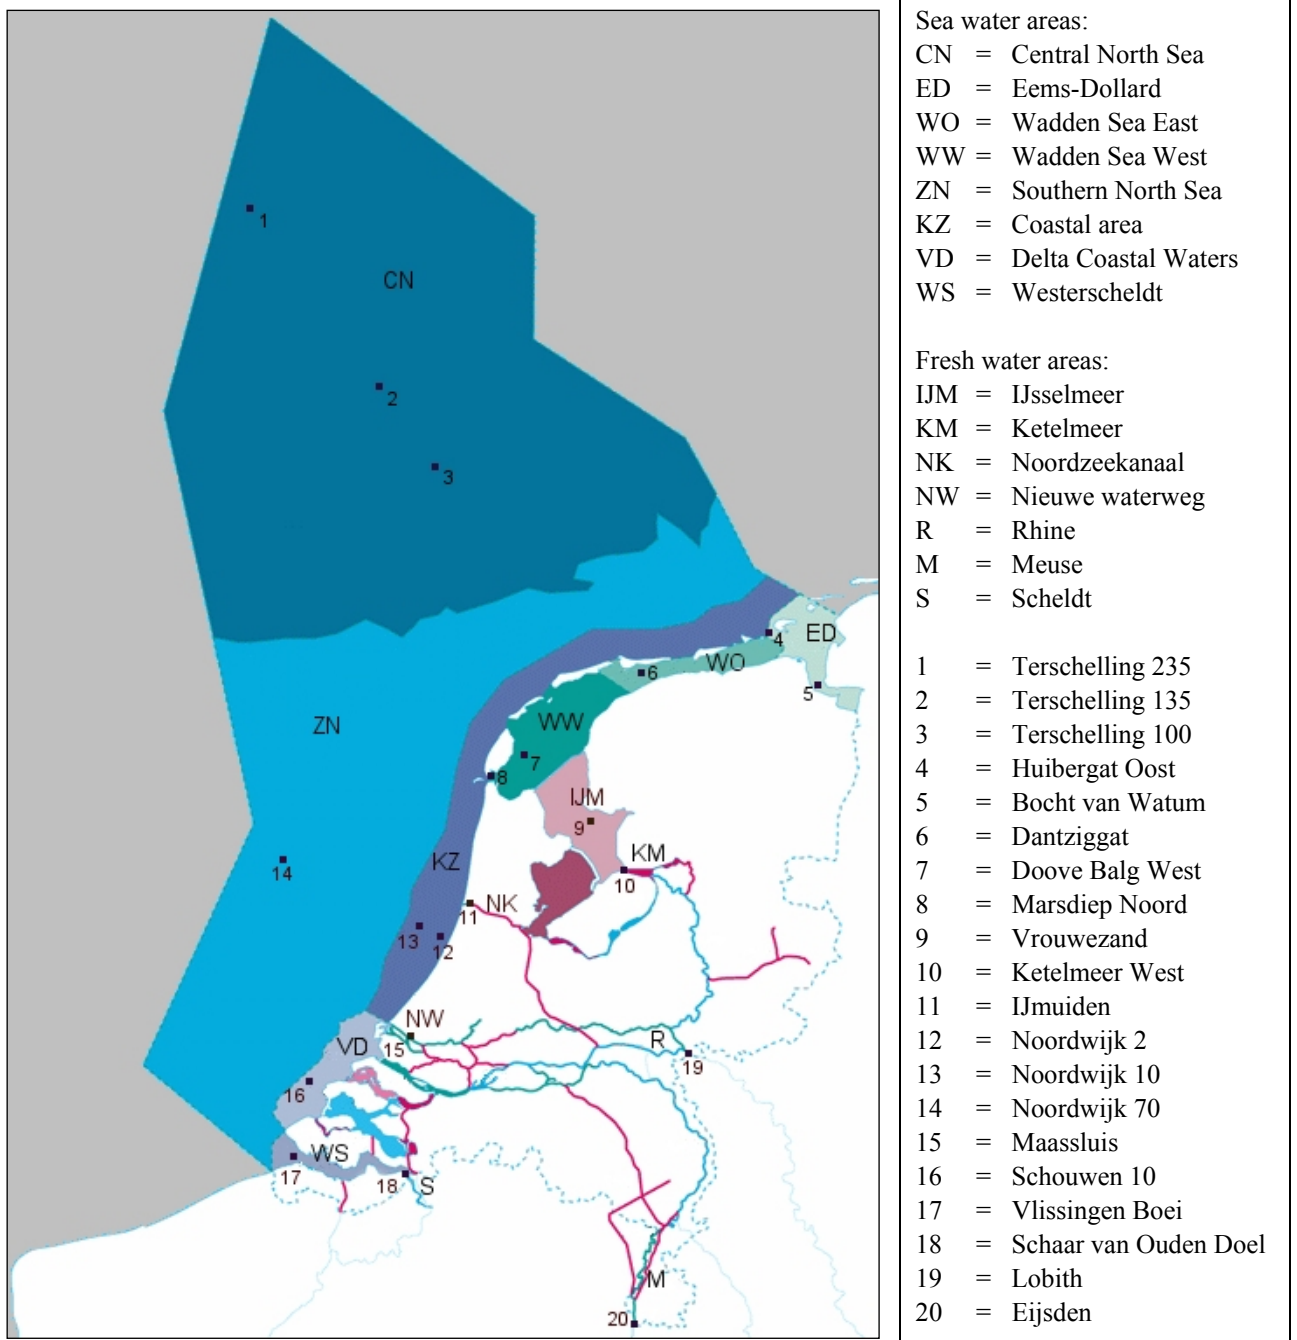 1
CN
2
3
4
ED
WO
6
5
ZN
WW
7
8
IJM
9
KZ
KM
14
10
11
NK
13
12
NW
VD
15
R
19
16
WS
17
18
S
M
20
Sea water areas:
CN = Central North Sea
ED = Eems-Dollard
WO = Wadden Sea East
WW = Wadden Sea West
ZN = Southern North Sea
KZ = Coastal area
VD = Delta Coastal Waters
WS = Westerscheldt
Fresh water areas:
IJM = IJsselmeer
KM = Ketelmeer
NK = Noordzeekanaal
NW = Nieuwe waterweg
R = Rhine
M = Meuse
S = Scheldt
1 = Terschelling 235
2 = Terschelling 135
3 = Terschelling 100
4 = Huibergat Oost
5 = Bocht van Watum
6 = Dantziggat
7 = Doove Balg West
8 = Marsdiep Noord
9 = Vrouwezand
10 = Ketelmeer West
11 = IJmuiden
12 = Noordwijk 2
13 = Noordwijk 10
14 = Noordwijk 70
15 = Maassluis
16 = Schouwen 10
17 = Vlissingen Boei
18 = Schaar van Ouden Doel
19 = Lobith
20 = Eijsden